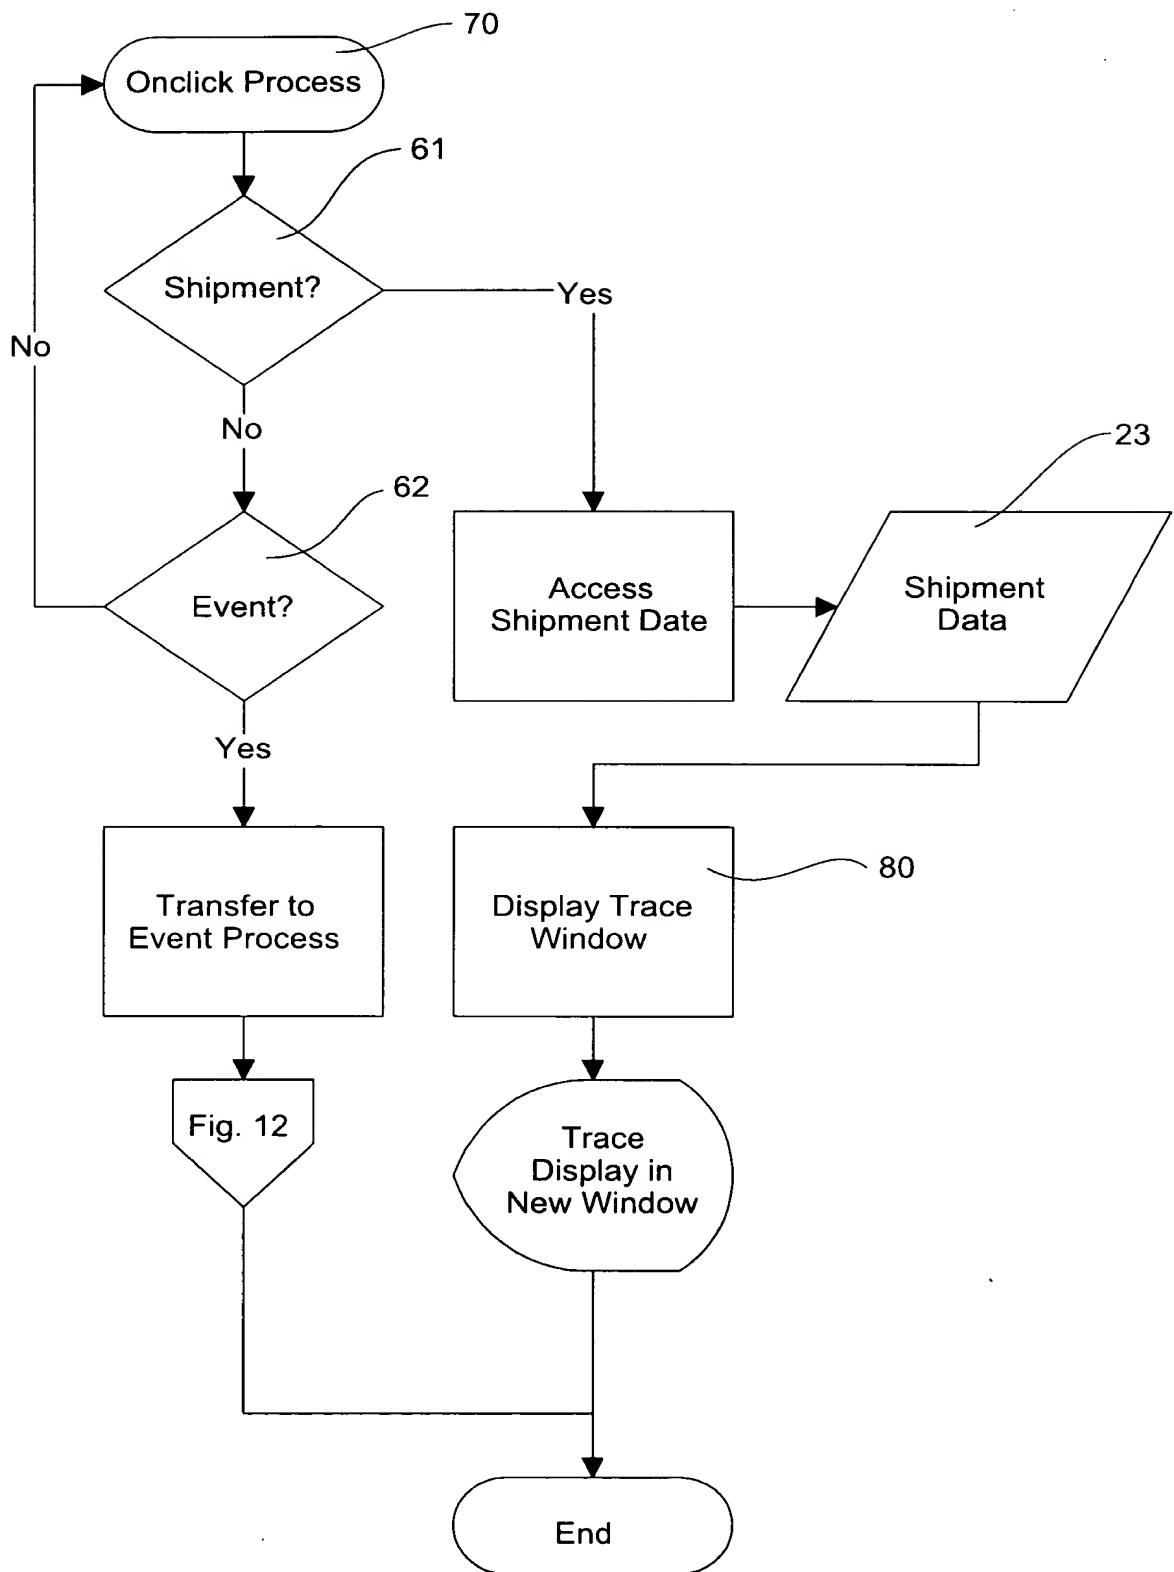 70
Onclick Process
61
Shipment?
Yes
No
No
23
62
Event?
Access
Shipment Date
Shipment
Data
Yes
80
Transfer to
Event Process
Display Trace
Window
Fig. 12
Trace
Display in
New Window
End